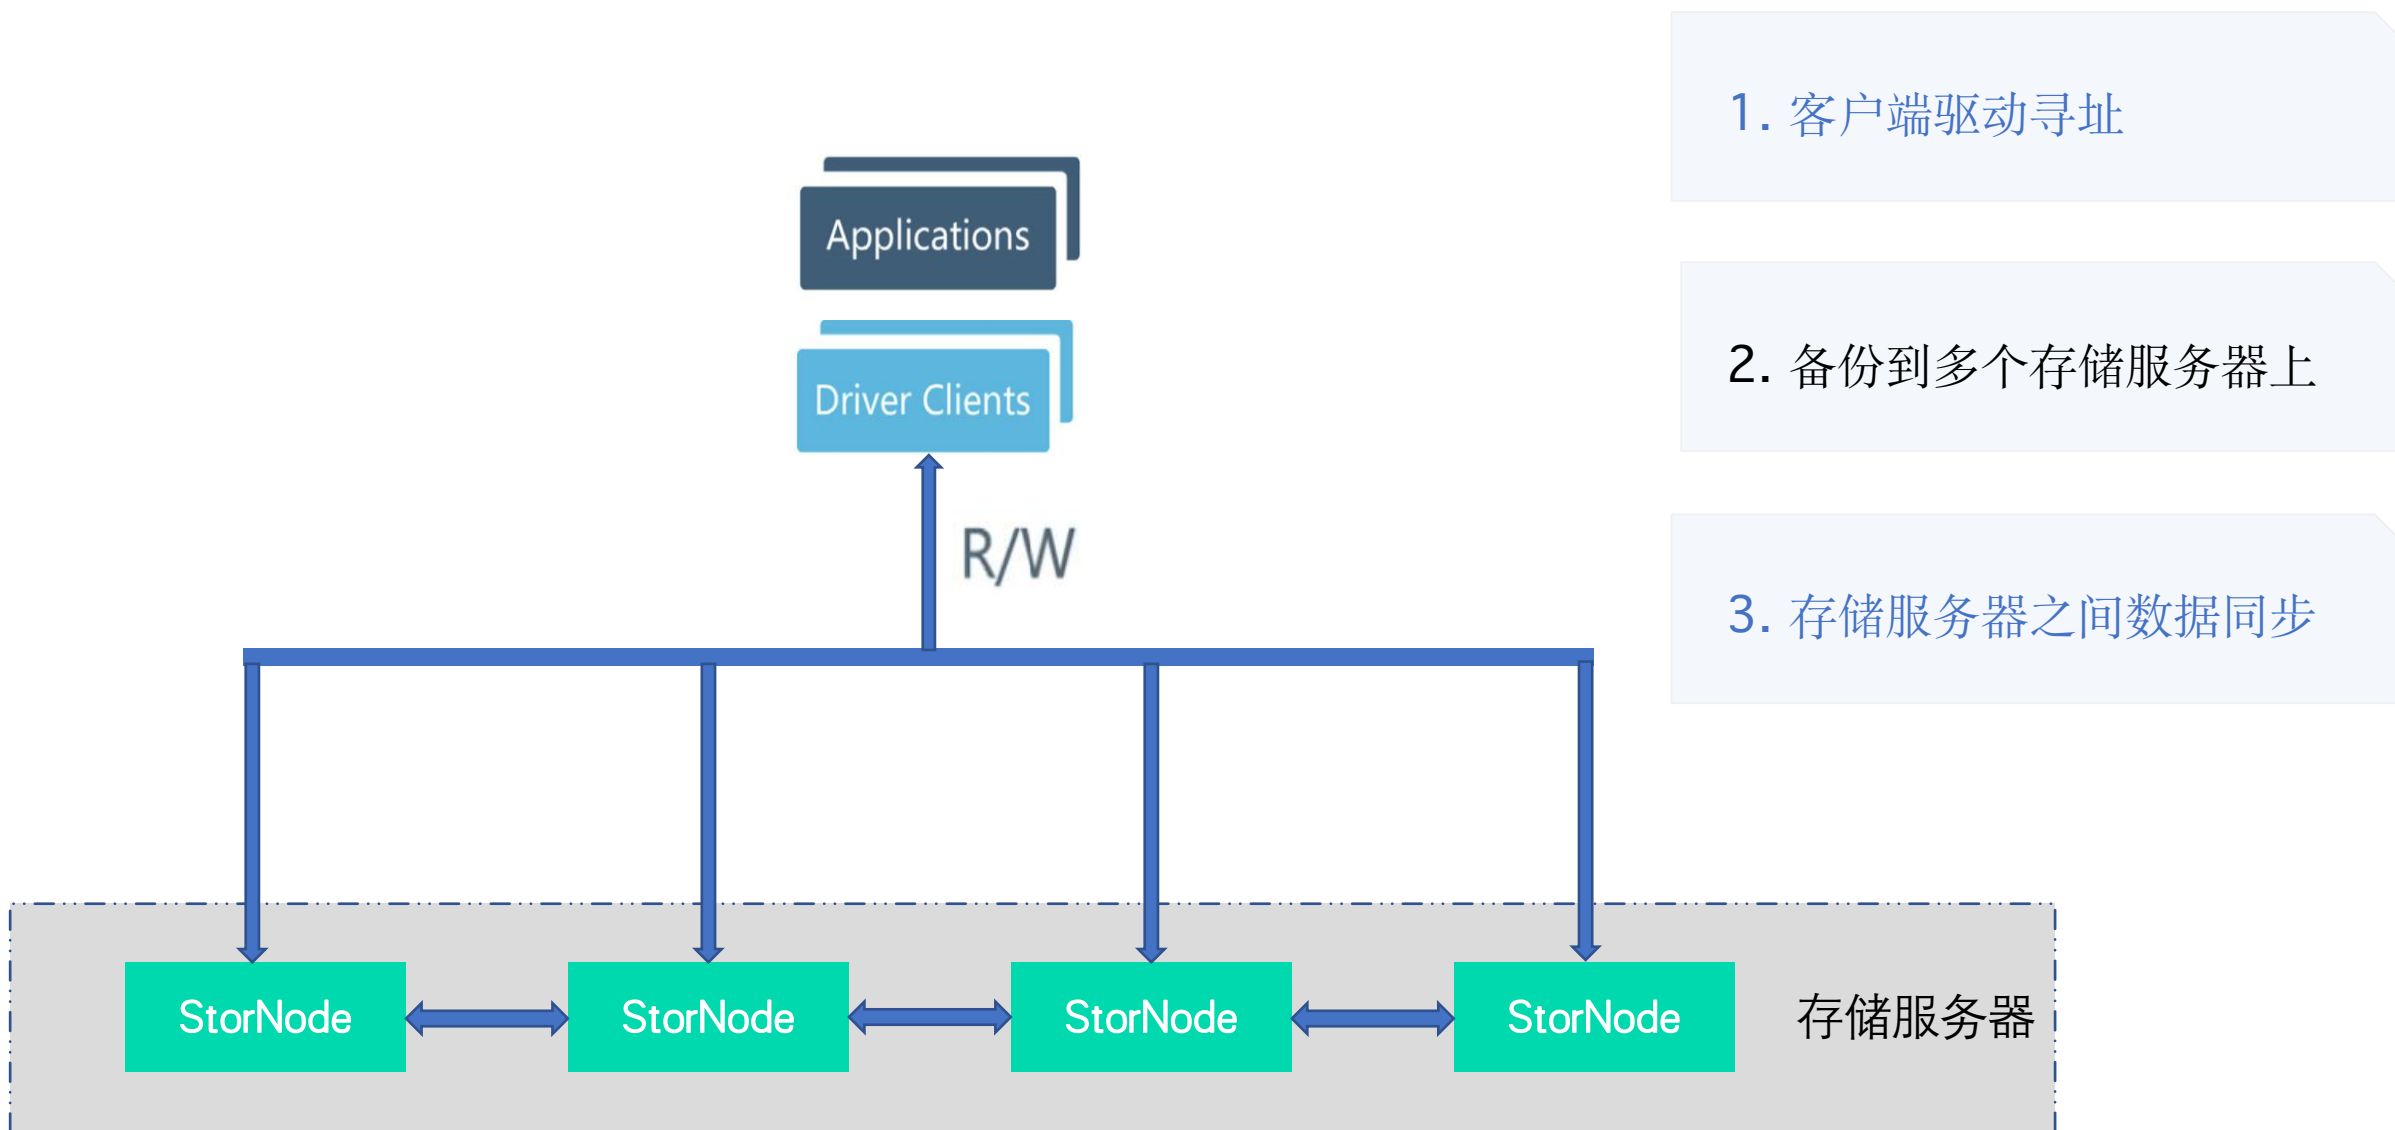 1. 客户端驱动寻址
Applications
2. 备份到多个存储服务器上
Driver Clients
R/W
3. 存储服务器之间数据同步
StorNode
StorNode
StorNode
StorNode
存储服务器